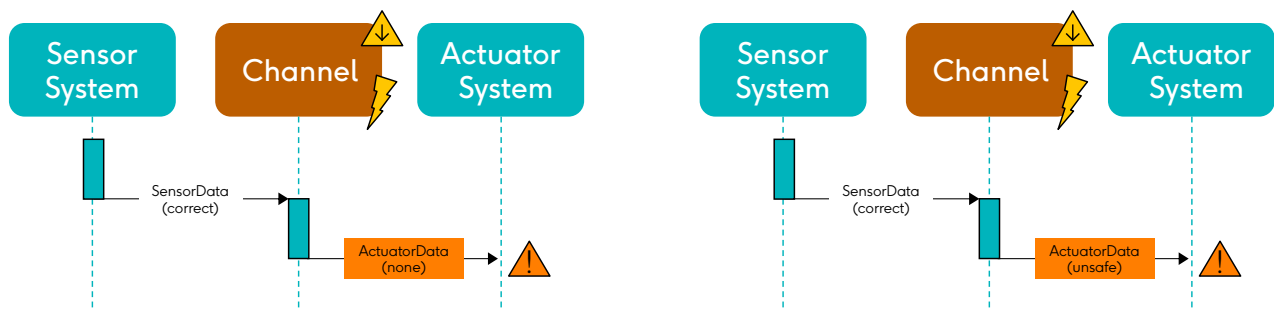 Sensor
System
Channel
Actuator
System
SensorData
(correct)
ActuatorData
(none)
!
Sensor
System
Channel
Actuator
System
SensorData
(correct)
ActuatorData
(unsafe)
!